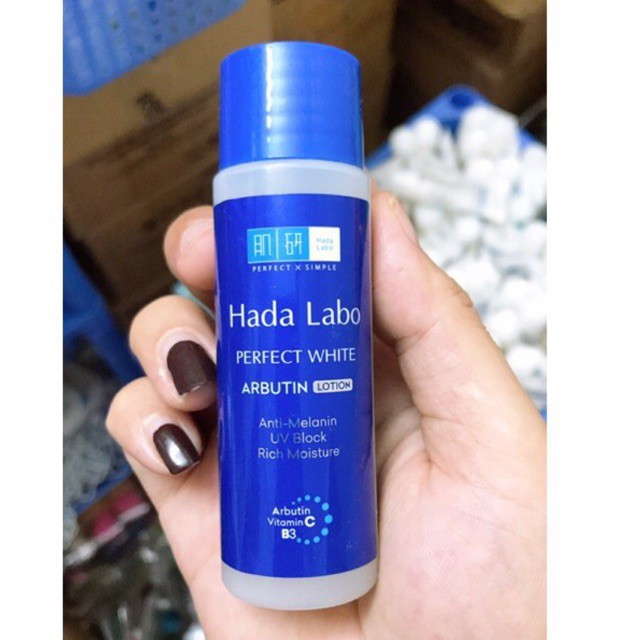 肌 研 Hada
Labo
PERFECT X SIMPLE
Hada Labo
PERFECT WHITE
ARBUTIN LOTION
Anti-Melanin
UV Block
Rich Moisture
Arbutin
Vitamin C
B3